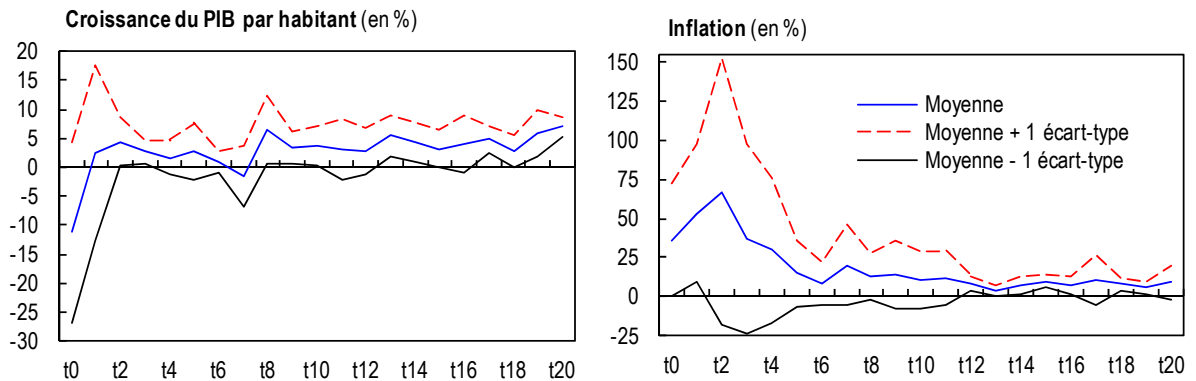 Croissance du PIB par habitant (en %)
20
15
10
5
0
-5
-10
-15
-20
-25
-30
t0 t2 t4 t6 t8 t10 t12 t14 t16 t18 t20
Inflation (en %)
150
125
100
75
50
25
0
-25
t0 t2 t4 t6 t8 t10 t12 t14 t16 t18 t20
Moyenne
Moyenne + 1 écart-type
Moyenne - 1 écart-type